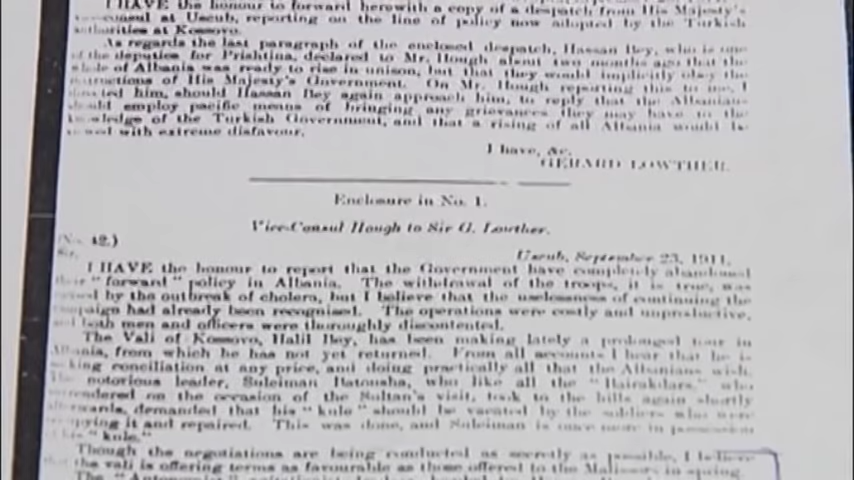 I HAVE the honour to forward herewith a copy of a despatch from His Majesty's
vice-consul at Uscub, reporting on the line of policy now adopted by the Turkish
authorities at Kossovo.
As regards the last paragraph of the enclosed despatch, Hassan Bey, who is one
of the deputies for Prishtina, declared to Mr. Hough about two months ago that the
whole of Albania was ready to rise in unison, but that they would implicitly obey the
instructions of His Majesty's Government. On Mr. Hough reporting this to me, I
directed him, should Hassan Bey again approach him, to reply that the Albanians
should employ pacific means of bringing any grievances they may have to the
knowledge of the Turkish Government, and that a rising of all Albania would be
viewed with extreme disfavour.
I have, &c.
GERARD LOWTHER.
Enclosure in No. 1.
Vice-Consul Hough to Sir G. Lowther.
(No. 42.)
Sir,
Uscub, September 23, 1911.
I HAVE the honour to report that the Government have completely abandoned
their "forward" policy in Albania. The withdrawal of the troops, it is true, was
caused by the outbreak of cholera, but I believe that the uselessness of continuing the
campaign had already been recognised. The operations were costly and unproductive,
and both men and officers were thoroughly discontented.
The Vali of Kossovo, Halil Bey, has been making lately a prolonged tour in
Albania, from which he has not yet returned. From all accounts I hear that he is
making conciliation at any price, and doing practically all that the Albanians wish.
The notorious leader, Suleiman Batousha, who like all the "Bairakdars," who
surrendered on the occasion of the Sultan's visit, took to the hills again shortly
afterwards, demanded that his "kule" should be vacated by the soldiers who were
occupying it and repaired. This was done, and Suleiman is once more in possession
of his "kule."
Though the negotiations are being conducted as secretly as possible, I believe
that the vali is offering terms as favourable as those offered to the Malissors in spring.